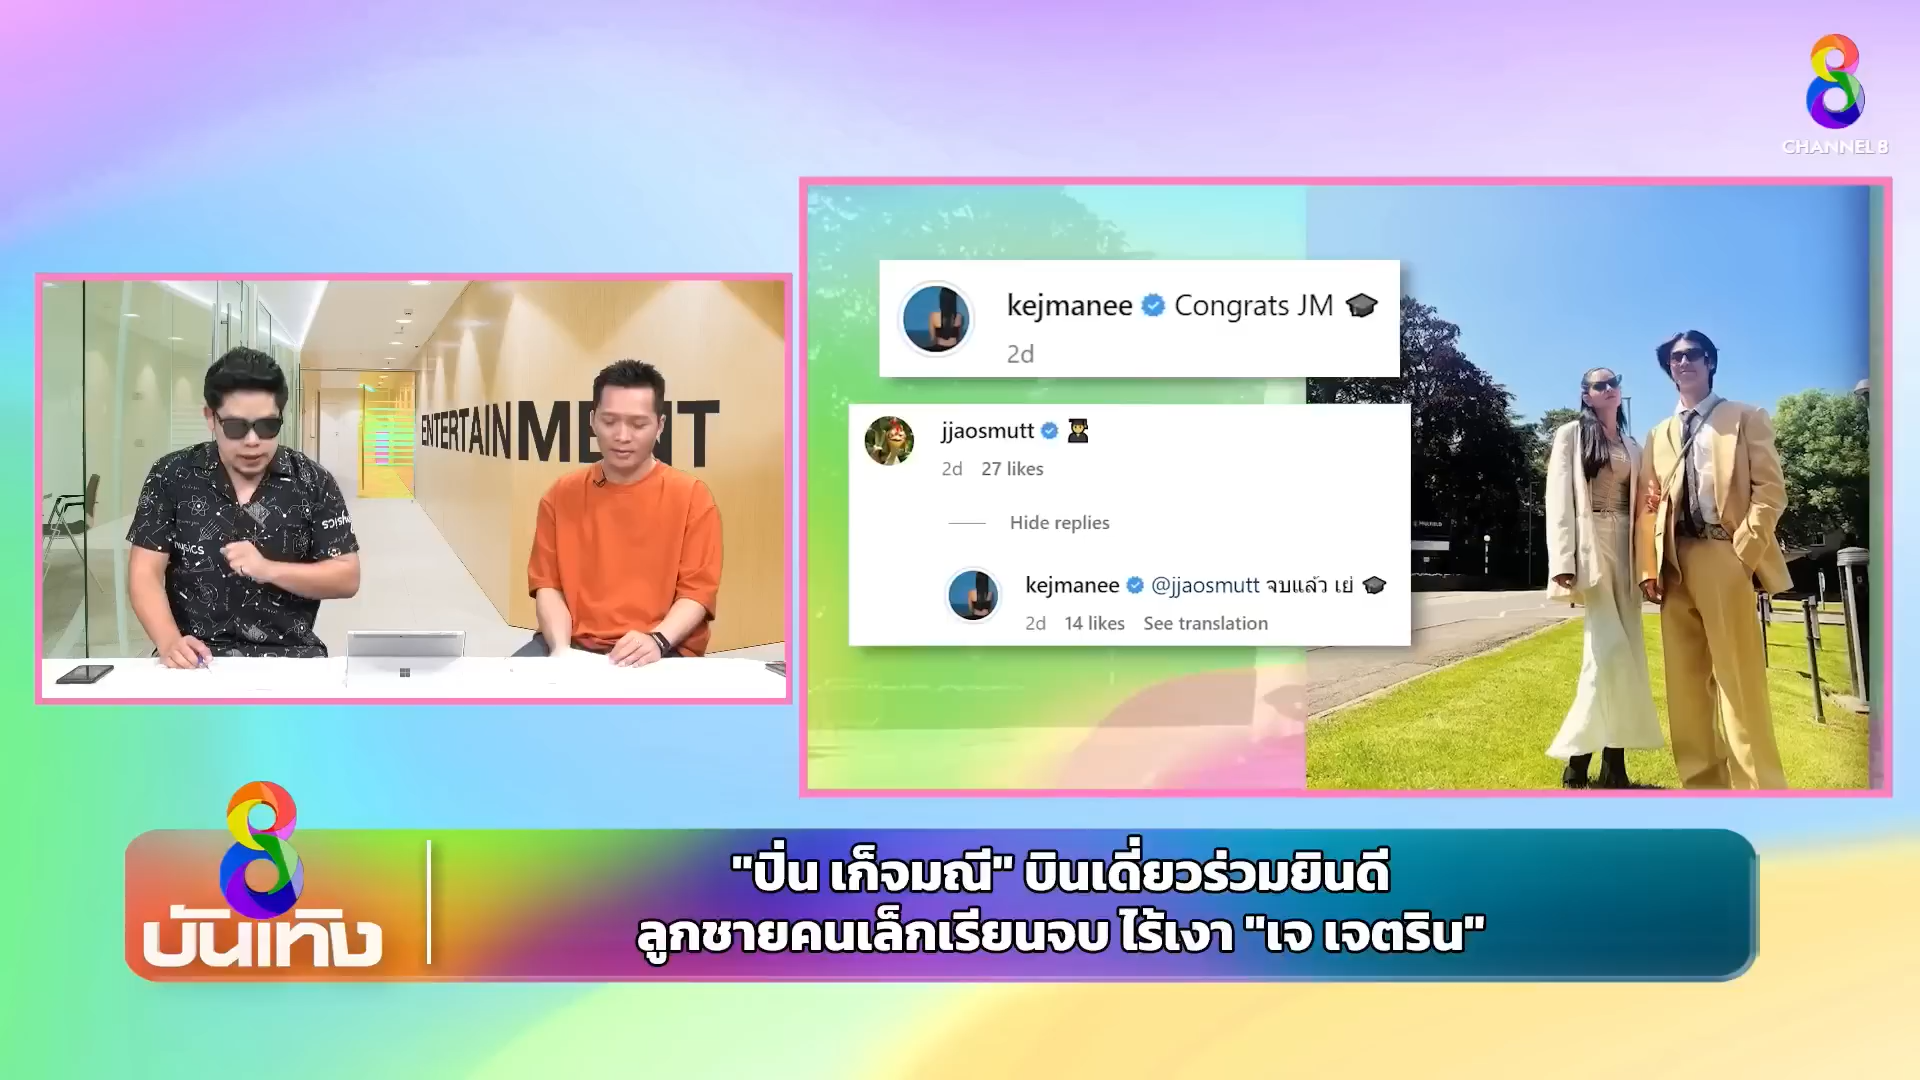 CHANNEL 8
ENTERTAINMENT
physics
kejmanee Congrats JM 🎓
2d
jjaosmutt 👨‍🎓
2d 27 likes
Hide replies
kejmanee @jjaosmutt จบแล้ว เย่ 🎓
2d 14 likes See translation
8
บันเทิง
"ปิ่น เก็จมณี" บินเดี่ยวร่วมยินดี
ลูกชายคนเล็กเรียนจบ ไร้เงา "เจ เจตริน"